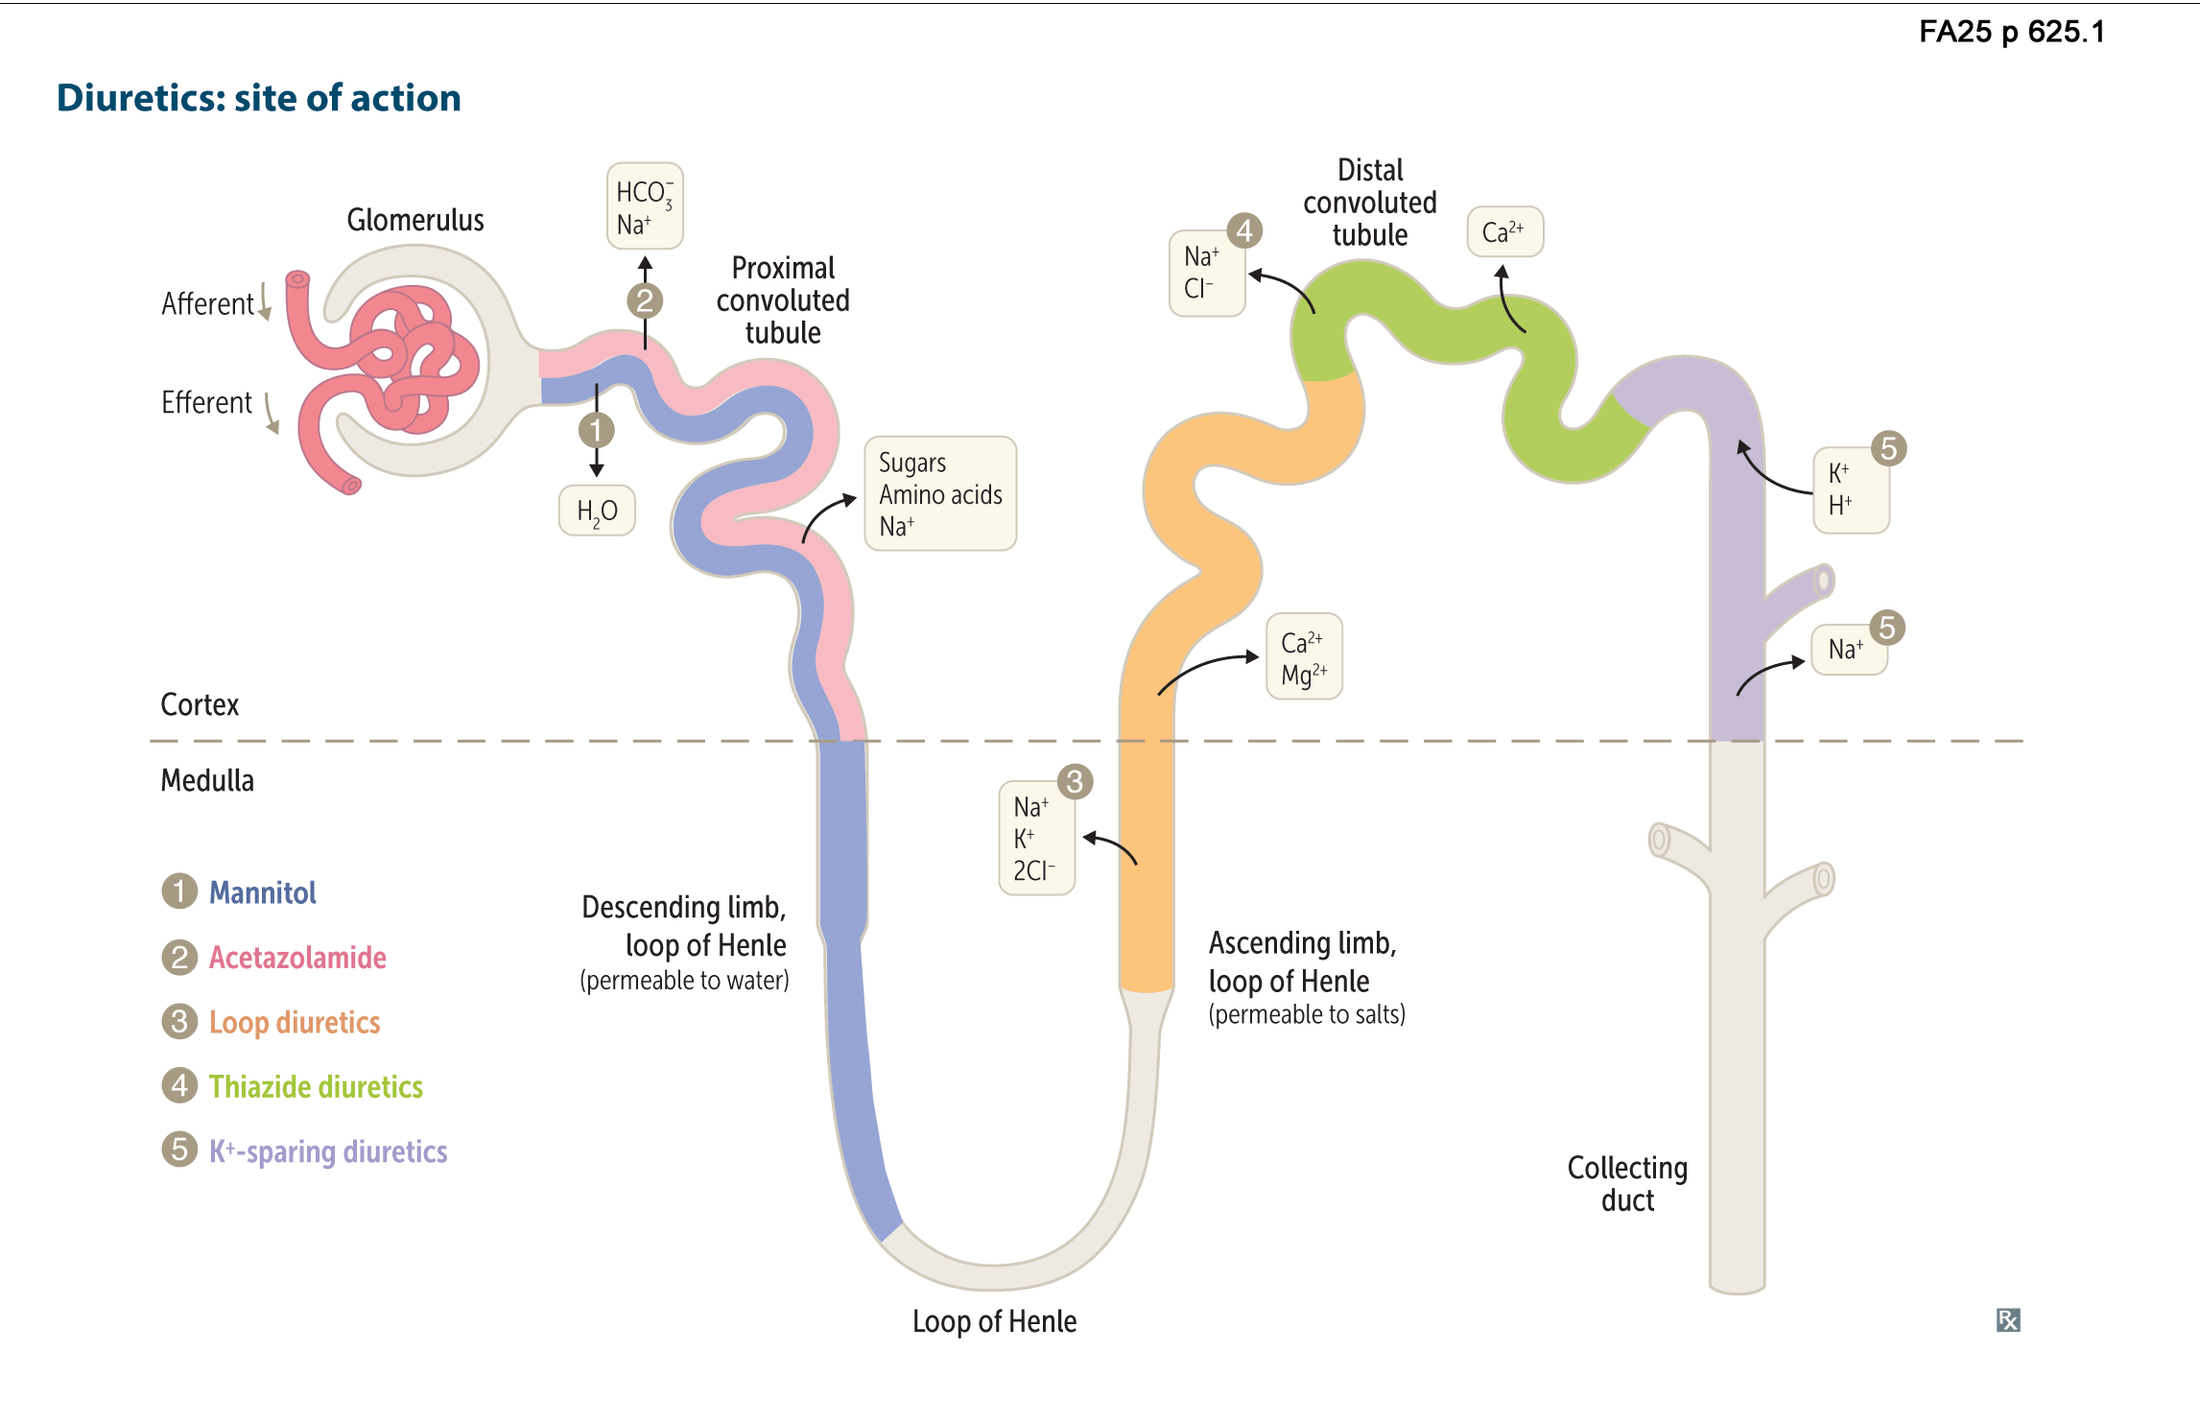 FA25 p 625.1
Diuretics: site of action
Glomerulus
Afferent
Efferent
HCO₃⁻
Na⁺
2
Proximal
convoluted
tubule
1
H₂O
Sugars
Amino acids
Na⁺
Distal
convoluted
tubule
4
Na⁺
Cl⁻
Ca²⁺
5
K⁺
H⁺
5
Na⁺
Ca²⁺
Mg²⁺
Cortex
Medulla
3
Na⁺
K⁺
2Cl⁻
1 Mannitol
2 Acetazolamide
3 Loop diuretics
4 Thiazide diuretics
5 K⁺-sparing diuretics
Descending limb,
loop of Henle
(permeable to water)
Ascending limb,
loop of Henle
(permeable to salts)
Collecting
duct
Loop of Henle
Rx